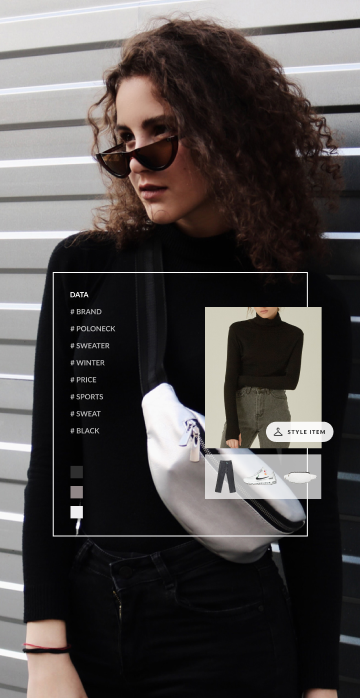 DATA
# BRAND
# POLONECK
# SWEATER
# WINTER
# PRICE
# SPORTS
# SWEAT
# BLACK
STYLE ITEM